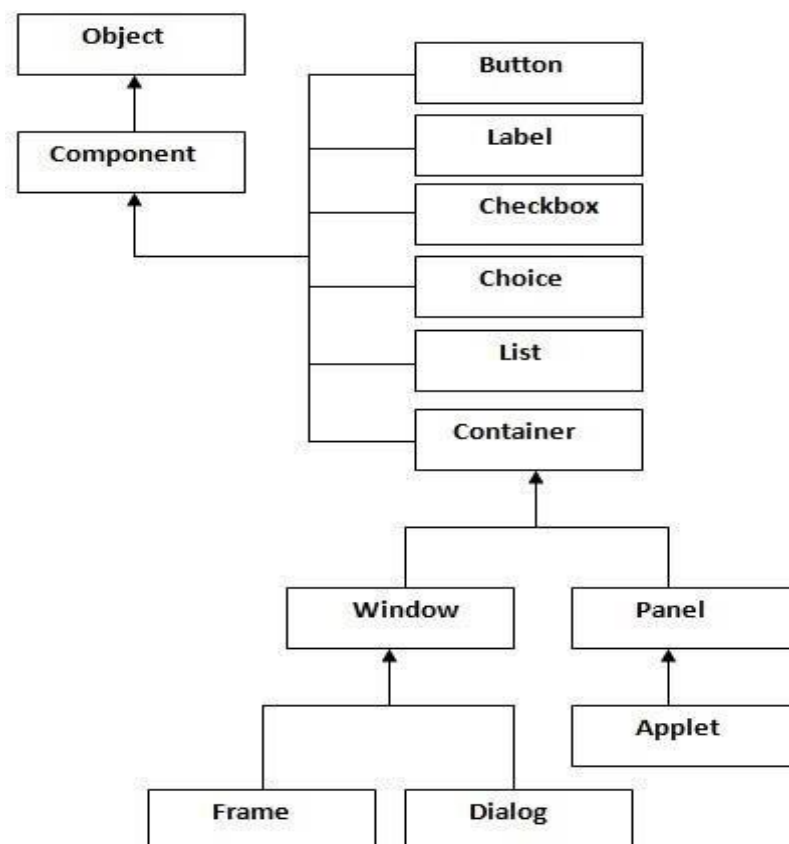 Object
Component
Button
Label
Checkbox
Choice
List
Container
Window
Panel
Applet
Frame
Dialog